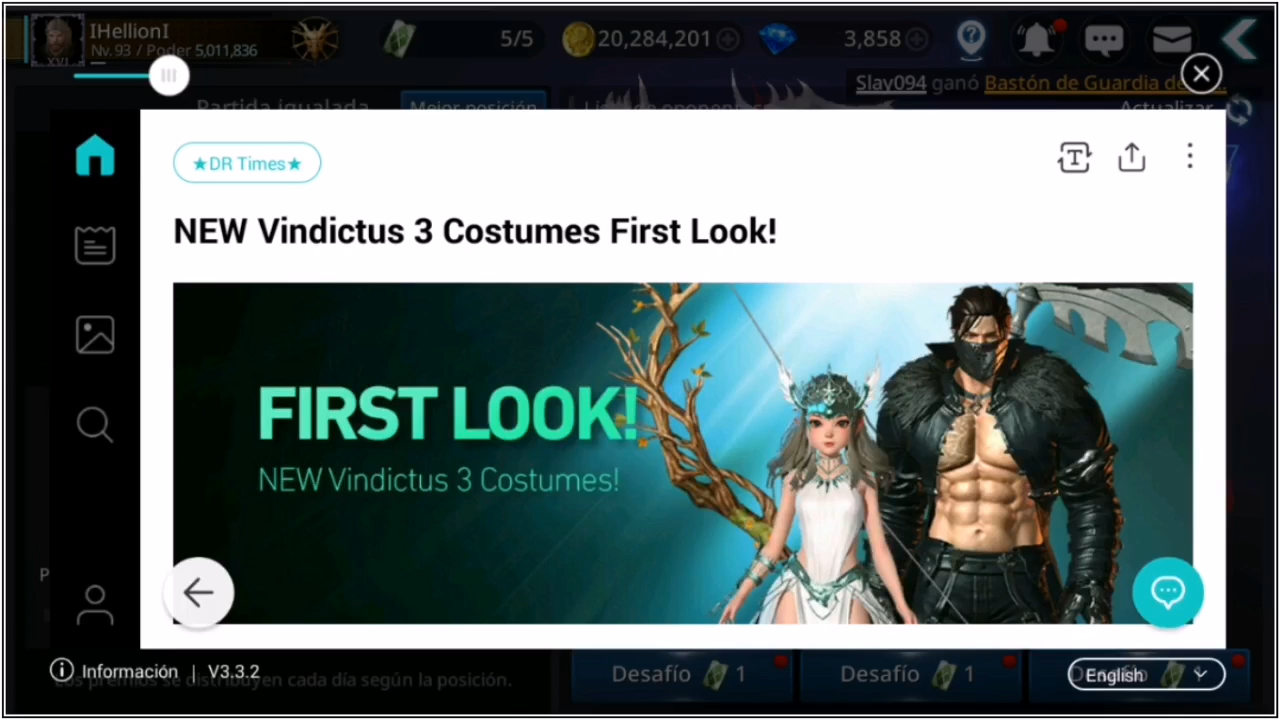 IHellionI
Nv. 93 / Poder 5,011,836
XVI
5/5
20,284,201
3,858
Slay094 ganó Bastón de Guardia de
Partida igualada
Mejor posición
Actualizar
★DR Times★
NEW Vindictus 3 Costumes First Look!
FIRST LOOK!
NEW Vindictus 3 Costumes!
P
Información | V3.3.2
Los premios se distribuyen cada día según la posición.
Desafío 1
Desafío 1
English